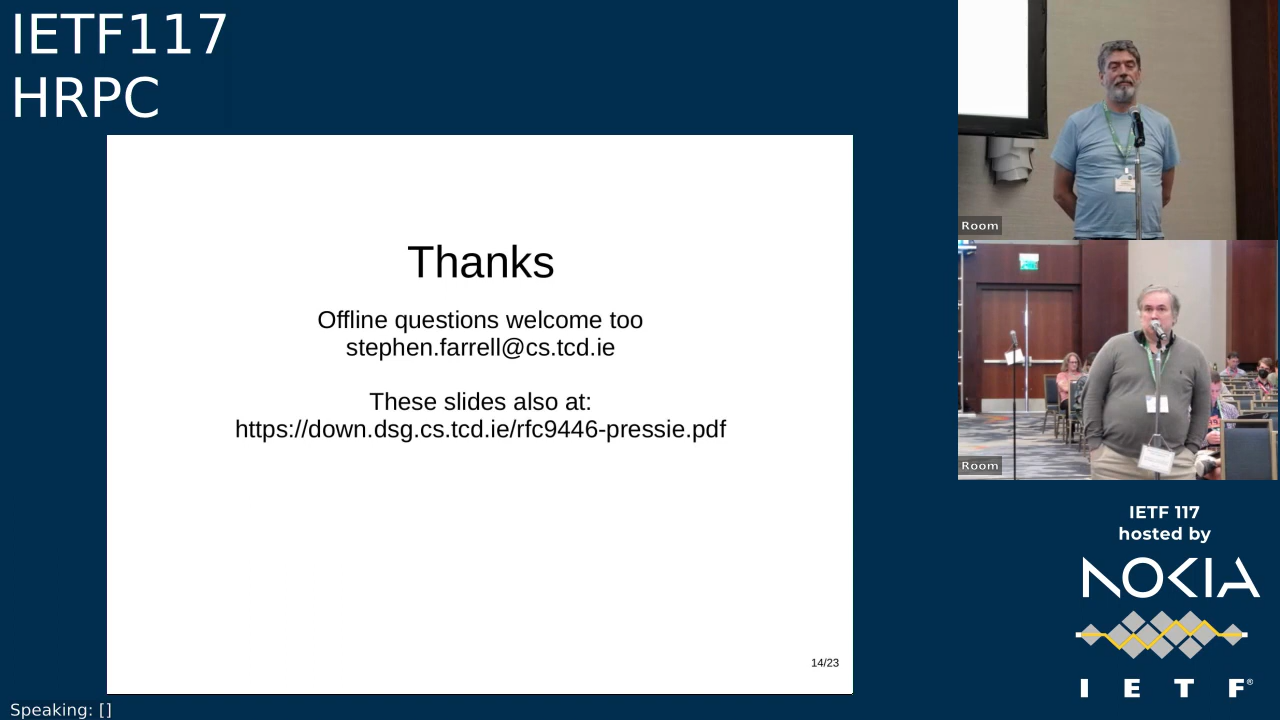 IETF117
HRPC
Thanks
Offline questions welcome too
stephen.farrell@cs.tcd.ie
These slides also at:
https://down.dsg.cs.tcd.ie/rfc9446-pressie.pdf
14/23
Room
Room
IETF 117
hosted by
NOKIA
I E T F®
Speaking: []